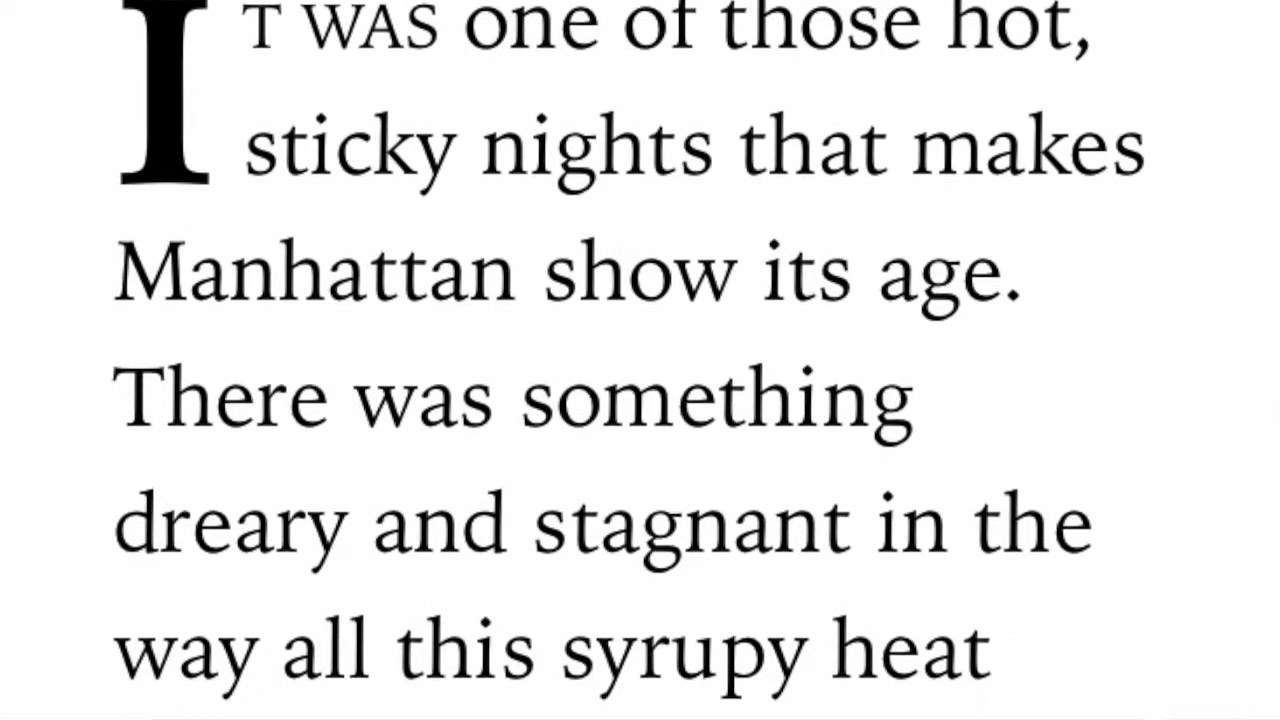 IT WAS one of those hot,
sticky nights that makes
Manhattan show its age.
There was something
dreary and stagnant in the
way all this syrupy heat